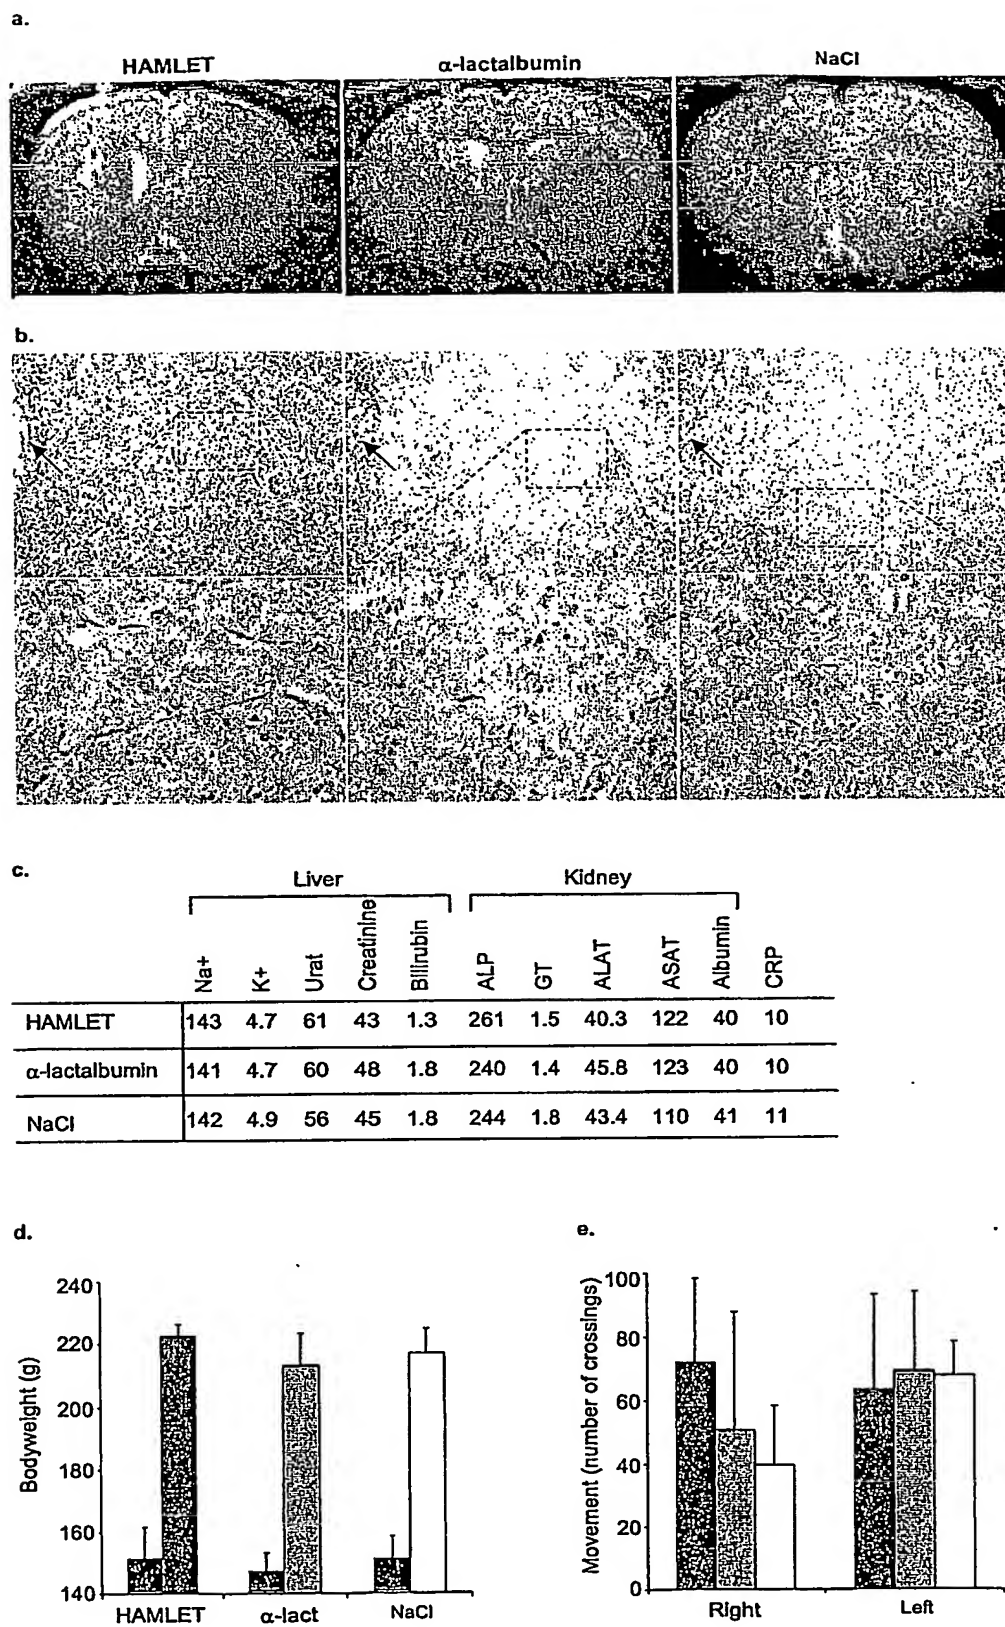 a.
HAMLET α-lactalbumin NaCl
b.
c.
Liver Kidney
Na+ K+ Urat Creatinine Bilirubin ALP GT ALAT ASAT Albumin CRP
HAMLET 143 4.7 61 43 1.3 261 1.5 40.3 122 40 10
α-lactalbumin 141 4.7 60 48 1.8 240 1.4 45.8 123 40 10
NaCl 142 4.9 56 45 1.8 244 1.8 43.4 110 41 11
d.
Bodyweight (g)
240
220
200
180
160
140
HAMLET α-lact NaCl
e.
Movement (number of crossings)
100
80
60
40
20
0
Right Left